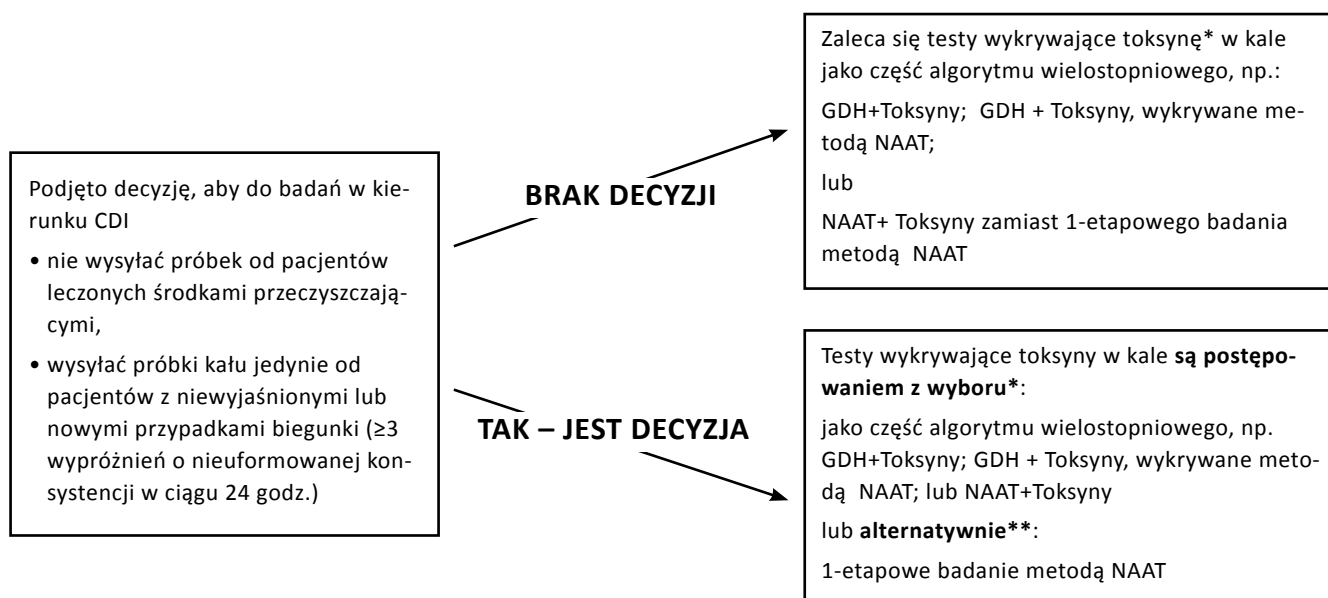 Podjęto decyzję, aby do badań w kie-
runku CDI
• nie wysyłać próbek od pacjentów
leczonych środkami przeczyszczają-
cymi,
• wysyłać próbki kału jedynie od
pacjentów z niewyjaśnionymi lub
nowymi przypadkami biegunki (≥3
wypróżnień o nieuformowanej kon-
systencji w ciągu 24 godz.)
BRAK DECYZJI
Zaleca się testy wykrywające toksynę* w kale
jako część algorytmu wielostopniowego, np.:
GDH+Toksyny; GDH + Toksyny, wykrywane me-
todą NAAT;
lub
NAAT+ Toksyny zamiast 1-etapowego badania
metodą NAAT
TAK – JEST DECYZJA
Testy wykrywające toksyny w kale są postępo-
waniem z wyboru*:
jako część algorytmu wielostopniowego, np.
GDH+Toksyny; GDH + Toksyny, wykrywane meto-
dą NAAT; lub NAAT+Toksyny
lub alternatywnie**:
1-etapowe badanie metodą NAAT